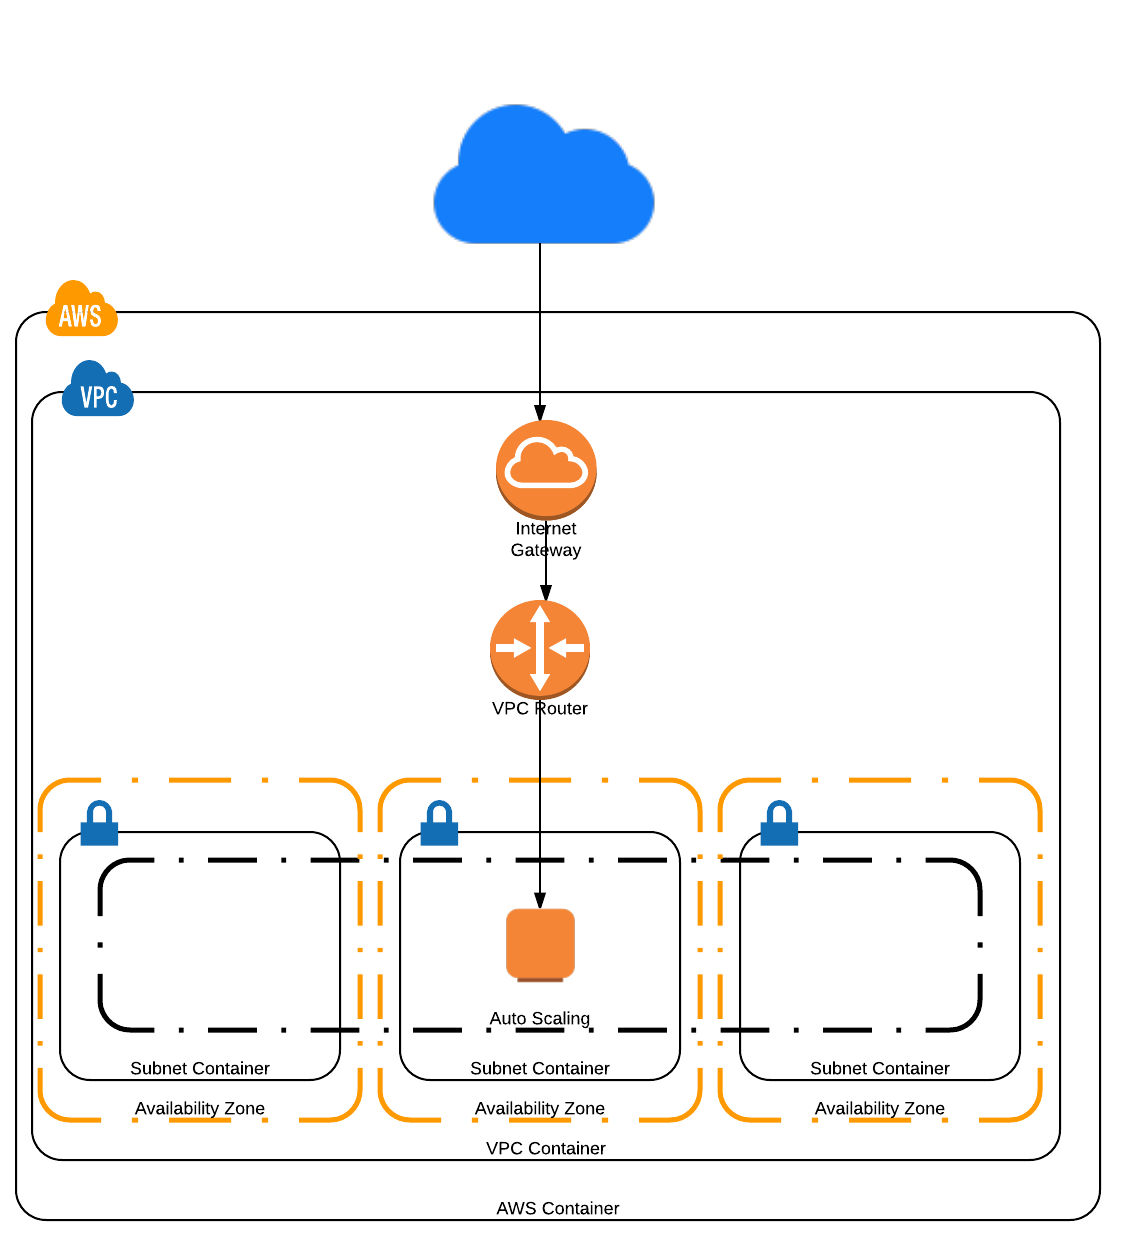 AWS
VPC
Internet
Gateway
VPC Router
Auto Scaling
Subnet Container
Subnet Container
Subnet Container
Availability Zone
Availability Zone
Availability Zone
VPC Container
AWS Container